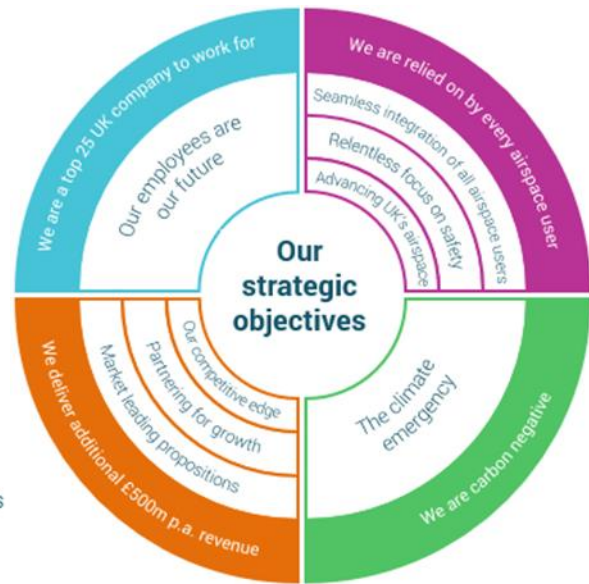 We are a top 25 UK company to work for
Our employees are
our future
We are relied on by every airspace user
Seamless integration of all airspace users
Relentless focus on safety
Advancing UK's airspace
Our
strategic
objectives
We deliver additional £500m p.a. revenue
Market leading propositions
Partnering for growth
Our competitive edge
The climate
emergency
We are carbon negative
s